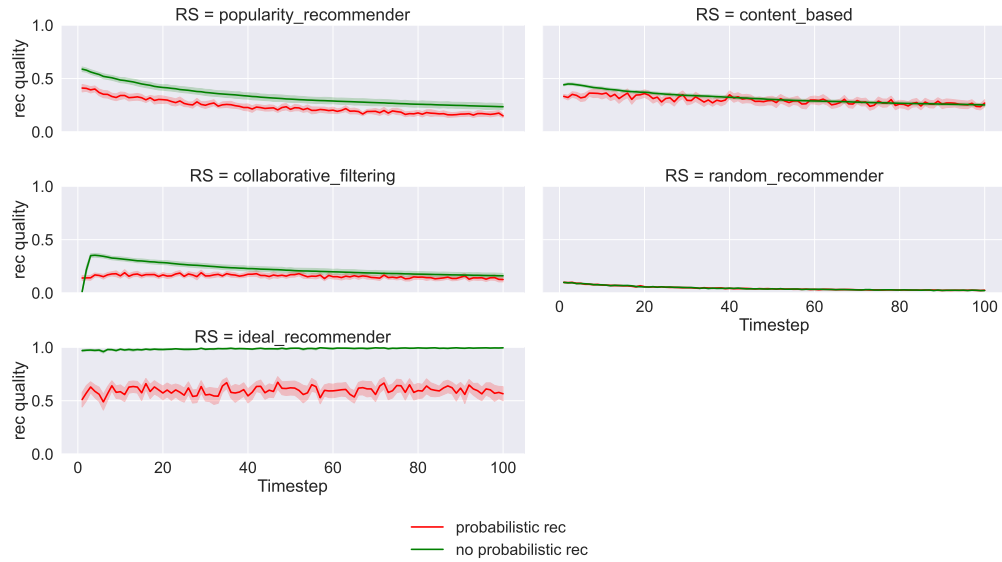 RS = popularity_recommender
1.0
0.5
0.0
rec quality
RS = content_based
RS = collaborative_filtering
1.0
0.5
0.0
rec quality
RS = random_recommender
0 20 40 60 80 100
Timestep
RS = ideal_recommender
1.0
0.5
0.0
rec quality
0 20 40 60 80 100
Timestep
probabilistic rec
no probabilistic rec